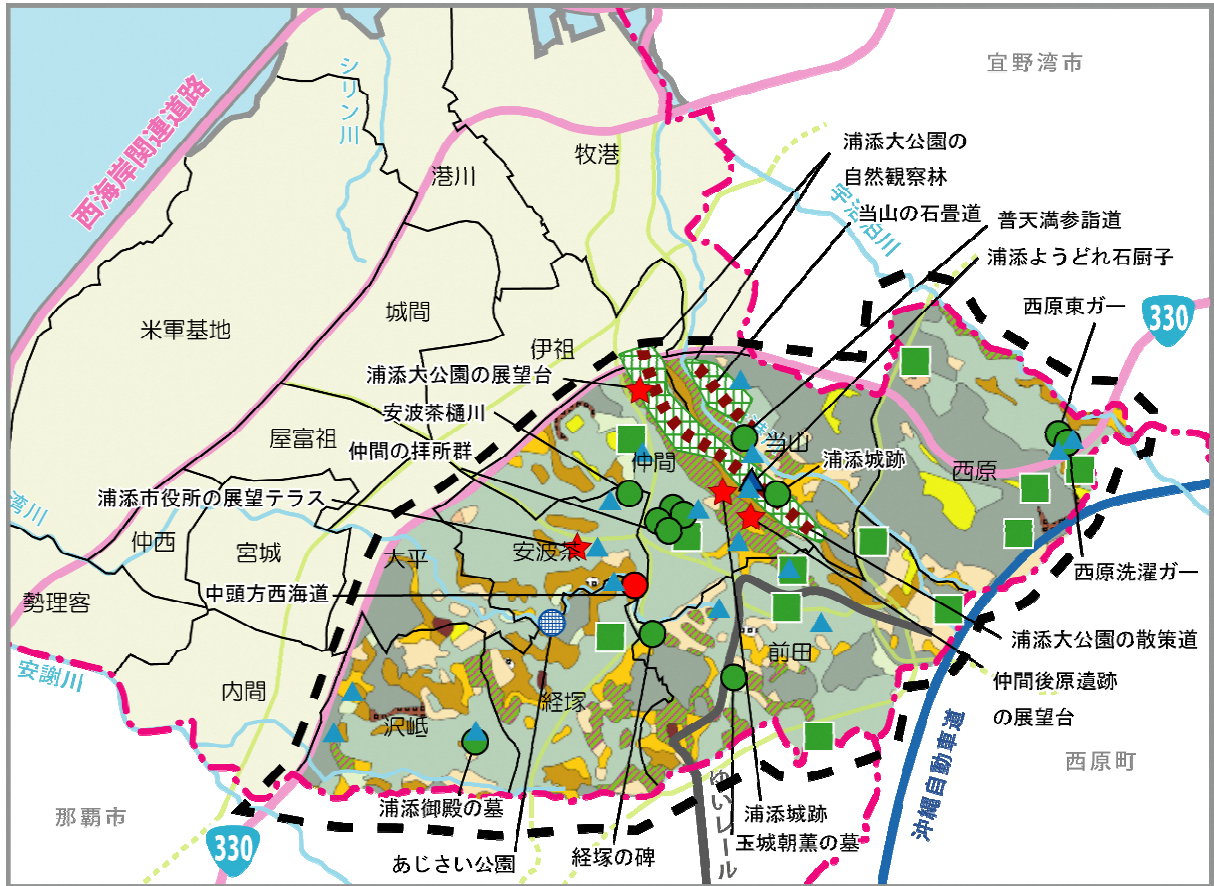 宜野湾市
西海岸関連道路
シリン川
牧港
港川
浦添大公園の
自然観察林
宇治泊川
当山の石畳道
普天満参詣道
浦添ようどれ石厨子
西原東ガー
330
城間
米軍基地
伊祖
浦添大公園の展望台
安波茶樋川
屋富祖
仲間の拝所群
仲間
当山
浦添城跡
西原
浦添市役所の展望テラス
湾川
仲西
宮城
大平
安波茶
中頭方西海道
勢理客
西原洗濯ガー
浦添大公園の散策道
前田
安謝川
内間
仲間後原遺跡
の展望台
経塚
沢岻
沖縄自動車道
西原町
ゆいレール
那覇市
浦添御殿の墓
浦添城跡
玉城朝薫の墓
330
あじさい公園
経塚の碑